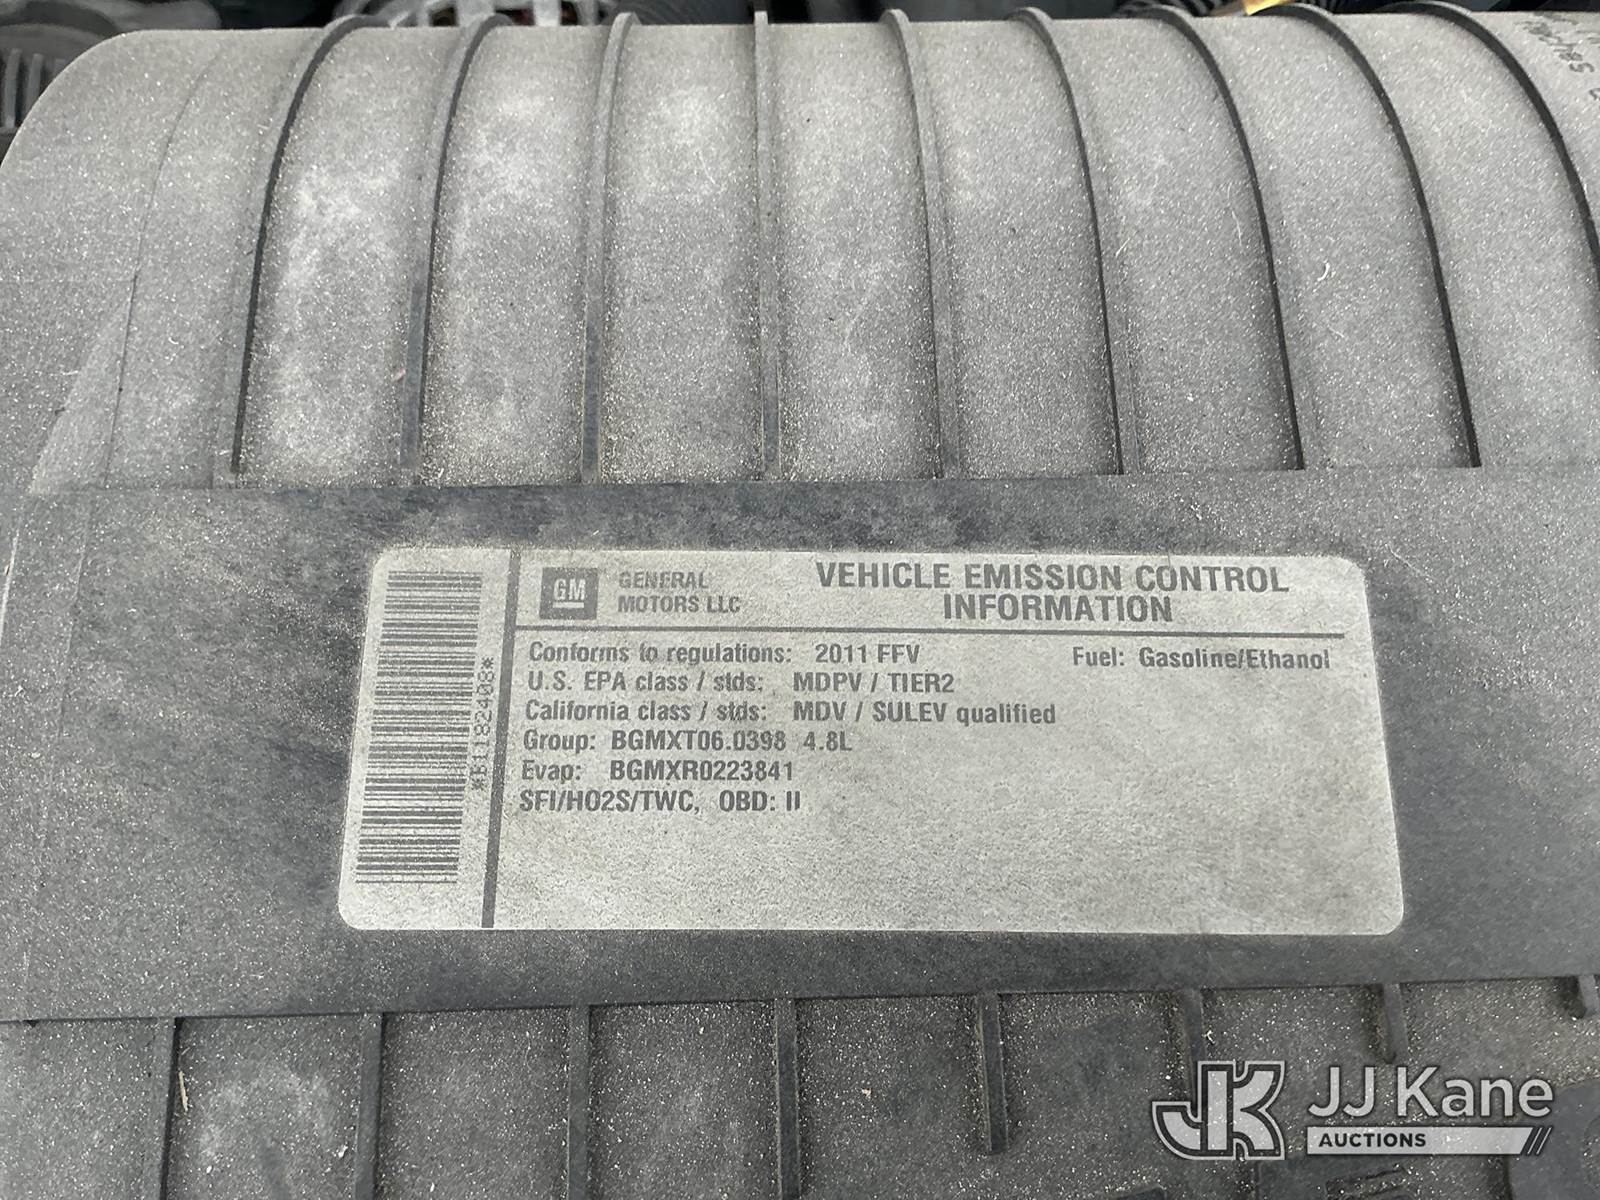 GM
GENERAL
MOTORS LLC
VEHICLE EMISSION CONTROL
INFORMATION
Conforms to regulations: 2011 FFV Fuel: Gasoline/Ethanol
U.S. EPA class / stds: MDPV / TIER2
California class / stds: MDV / SULEV qualified
Group: BGMXT06.0398 4.8L
Evap: BGMXR0223841
SFI/HO2S/TWC, OBD: II
*B1182408*
JK
JJ Kane
AUCTIONS